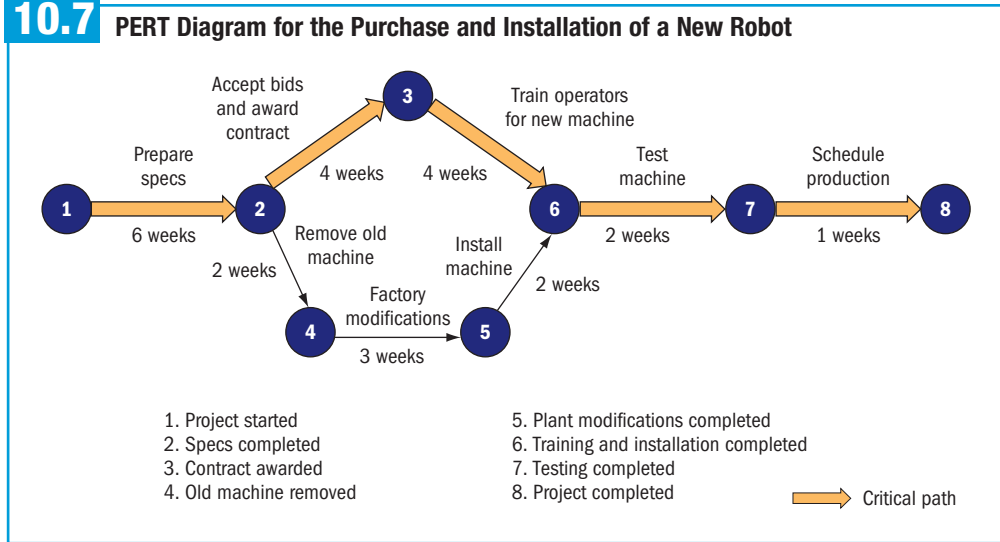 10.7 PERT Diagram for the Purchase and Installation of a New Robot
Accept bids
and award
contract
3
Train operators
for new machine
Prepare
specs
4 weeks
4 weeks
Test
machine
Schedule
production
1
2
6
7
8
6 weeks
2 weeks
1 weeks
Remove old
machine
2 weeks
Install
machine
2 weeks
Factory
modifications
4
5
3 weeks
1. Project started
2. Specs completed
3. Contract awarded
4. Old machine removed
5. Plant modifications completed
6. Training and installation completed
7. Testing completed
8. Project completed
Critical path